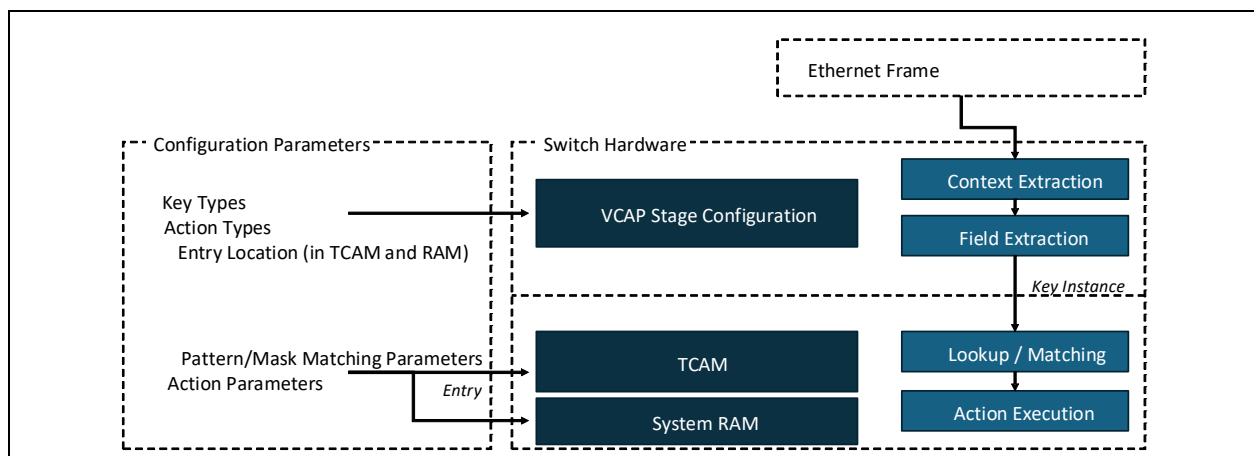 Ethernet Frame
Configuration Parameters
Switch Hardware
Key Types
Action Types
Entry Location (in TCAM and RAM)
VCAP Stage Configuration
Context Extraction
Field Extraction
Key Instance
Pattern/Mask Matching Parameters
Action Parameters
Entry
TCAM
System RAM
Lookup / Matching
Action Execution